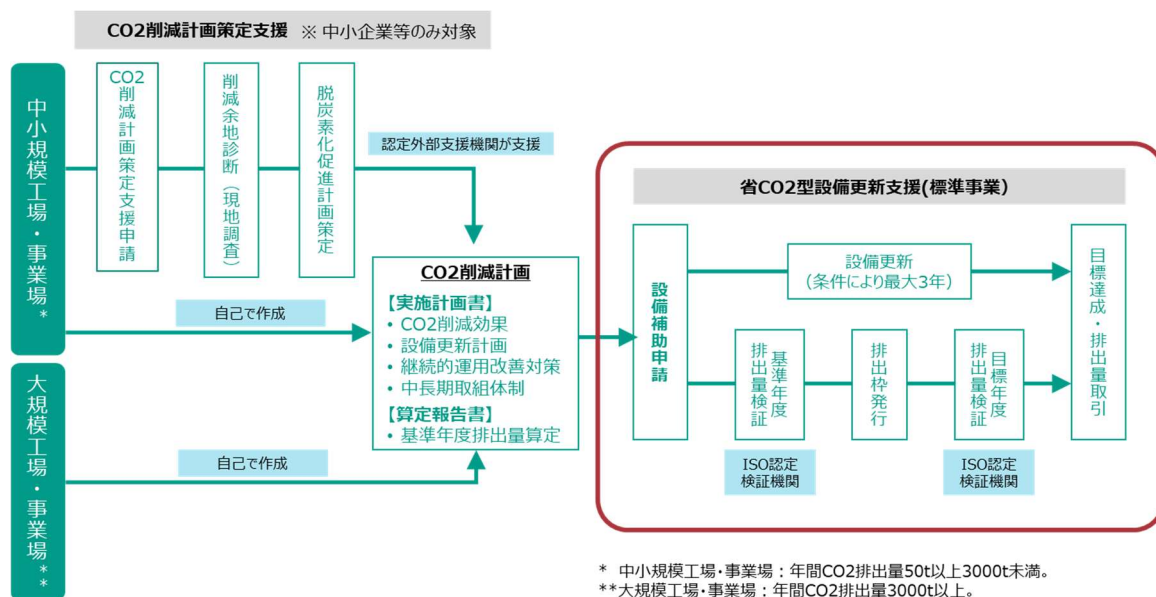 CO2削減計画策定支援 ※ 中小企業等のみ対象
中小規模工場・事業場*
CO2削減計画策定支援申請
削減余地診断（現地調査）
脱炭素化促進計画策定
認定外部支援機関が支援
自己で作成
大規模工場・事業場**
自己で作成
CO2削減計画
【実施計画書】
• CO2削減効果
• 設備更新計画
• 継続的運用改善対策
• 中長期取組体制
【算定報告書】
• 基準年度排出量算定
省CO2型設備更新支援(標準事業）
設備補助申請
設備更新
（条件により最大3年）
基準年度
排出量検証
ISO認定
検証機関
排出枠発行
目標年度
排出量検証
ISO認定
検証機関
目標達成・排出量取引
* 中小規模工場・事業場：年間CO2排出量50t以上3000t未満。
**大規模工場・事業場：年間CO2排出量3000t以上。